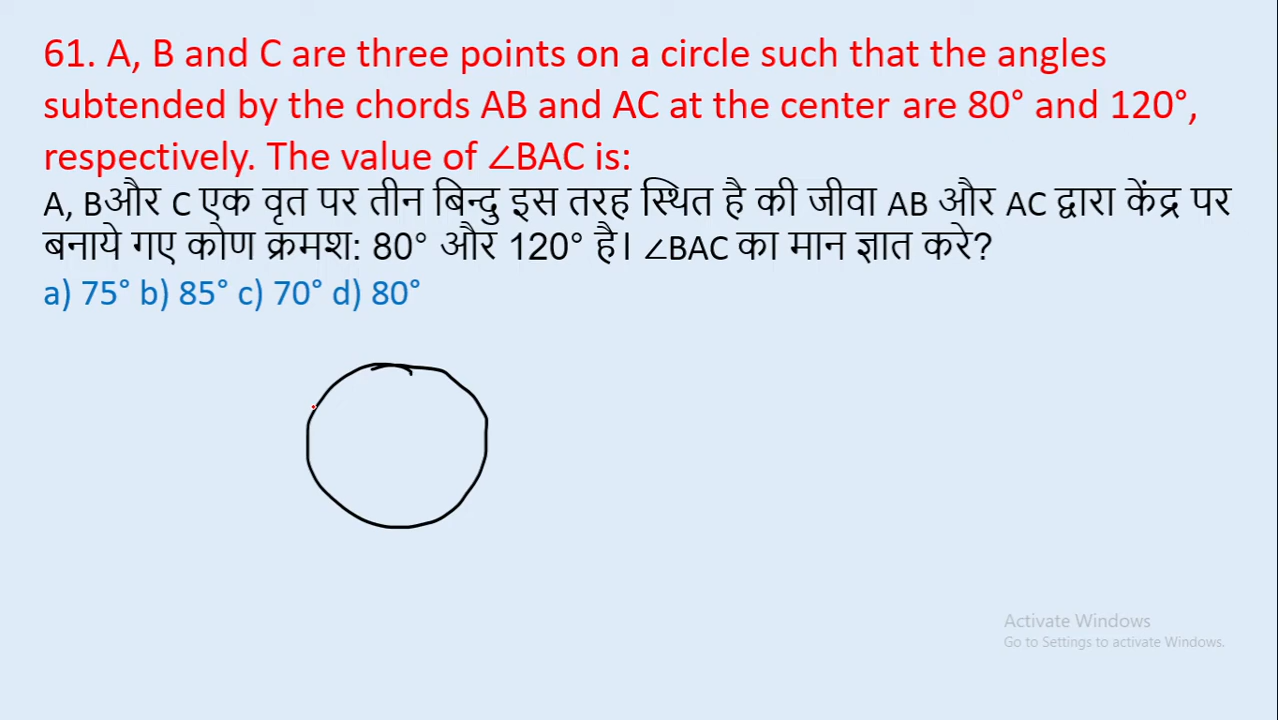 61. A, B and C are three points on a circle such that the angles
subtended by the chords AB and AC at the center are 80° and 120°,
respectively. The value of ∠BAC is:
A, Bऔर C एक वृत पर तीन बिन्दु इस तरह स्थित है की जीवा AB और AC द्वारा केंद्र पर
बनाये गए कोण क्रमश: 80° और 120° है। ∠BAC का मान ज्ञात करे?
a) 75° b) 85° c) 70° d) 80°
Activate Windows
Go to Settings to activate Windows.